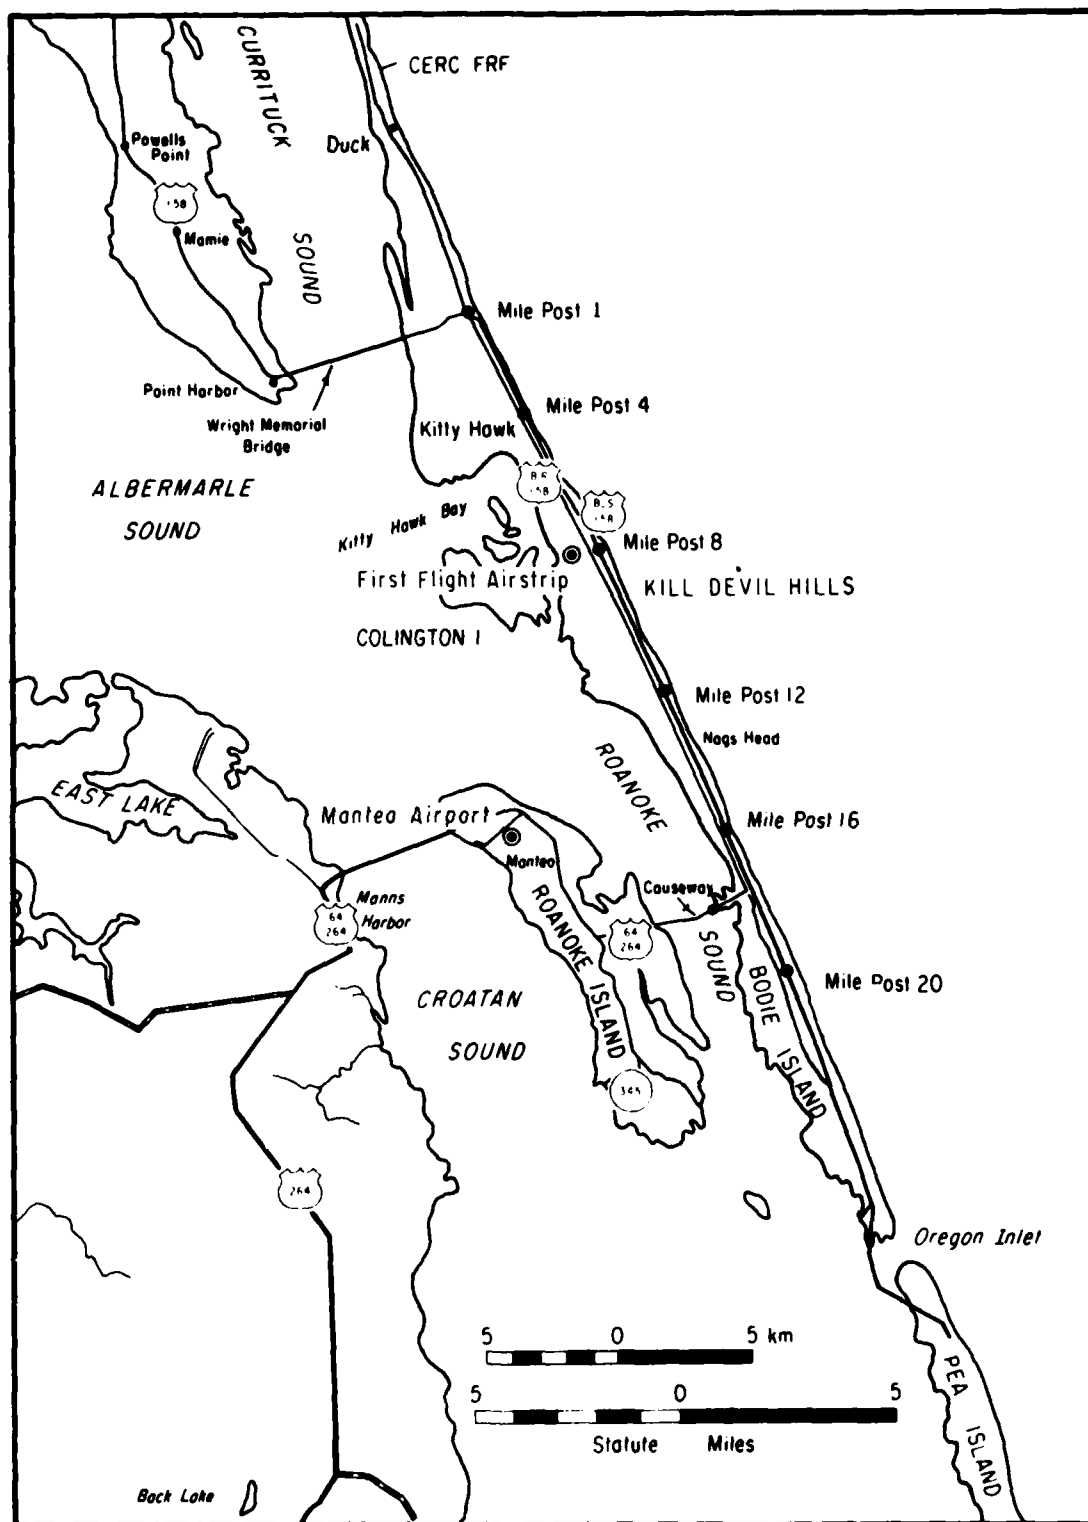 CERC FRF
CURRITUCK
SOUND
Duck
Powells
Point
158
Mamie
Mile Post 1
Point Harbor
Wright Memorial
Bridge
Mile Post 4
Kitty Hawk
ALBERMARLE
SOUND
158
158
Kitty Hawk Bay
Mile Post 8
First Flight Airstrip
KILL DEVIL HILLS
COLINGTON I
Mile Post 12
Nags Head
ROANOKE
SOUND
EAST LAKE
Manteo Airport
Mile Post 16
Manteo
Causeway
Manns
Harbor
64
264
ROANOKE ISLAND
64
264
BODIE ISLAND
Mile Post 20
CROATAN
SOUND
345
264
Oregon Inlet
5 0 5 km
5 0 5
Statute Miles
PEA ISLAND
Back Lake